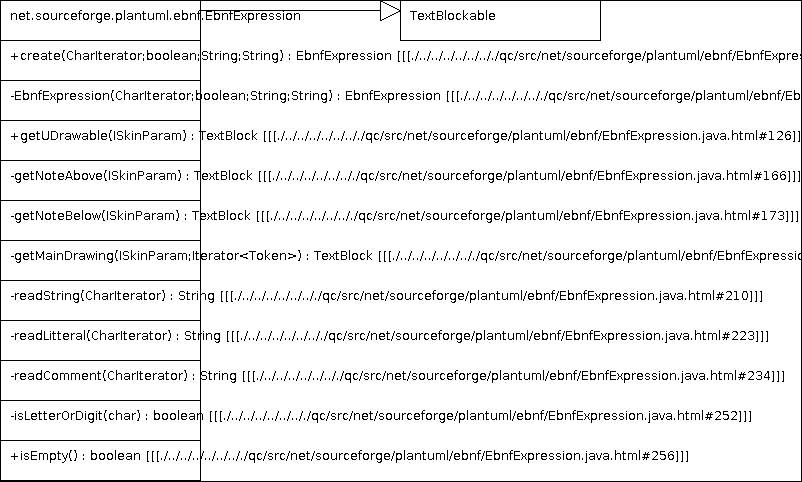 net.sourceforge.plantuml.ebnf.EbnfExpression
TextBlockable
+create(CharIterator;boolean;String;String) : EbnfExpression [[[./../../../../../../../qc/src/net/sourceforge/plantuml/ebnf/EbnfExpres
-EbnfExpression(CharIterator;boolean;String;String) : EbnfExpression [[[./../../../../../../../qc/src/net/sourceforge/plantuml/ebnf/Eb
+getUDrawable(ISkinParam) : TextBlock [[[./../../../../../../../qc/src/net/sourceforge/plantuml/ebnf/EbnfExpression.java.html#126]]]
-getNoteAbove(ISkinParam) : TextBlock [[[./../../../../../../../qc/src/net/sourceforge/plantuml/ebnf/EbnfExpression.java.html#166]]]
-getNoteBelow(ISkinParam) : TextBlock [[[./../../../../../../../qc/src/net/sourceforge/plantuml/ebnf/EbnfExpression.java.html#173]]]
-getMainDrawing(ISkinParam;Iterator<Token>) : TextBlock [[[./../../../../../../../qc/src/net/sourceforge/plantuml/ebnf/EbnfExpressio
-readString(CharIterator) : String [[[./../../../../../../../qc/src/net/sourceforge/plantuml/ebnf/EbnfExpression.java.html#210]]]
-readLitteral(CharIterator) : String [[[./../../../../../../../qc/src/net/sourceforge/plantuml/ebnf/EbnfExpression.java.html#223]]]
-readComment(CharIterator) : String [[[./../../../../../../../qc/src/net/sourceforge/plantuml/ebnf/EbnfExpression.java.html#234]]]
-isLetterOrDigit(char) : boolean [[[./../../../../../../../qc/src/net/sourceforge/plantuml/ebnf/EbnfExpression.java.html#252]]]
+isEmpty() : boolean [[[./../../../../../../../qc/src/net/sourceforge/plantuml/ebnf/EbnfExpression.java.html#256]]]